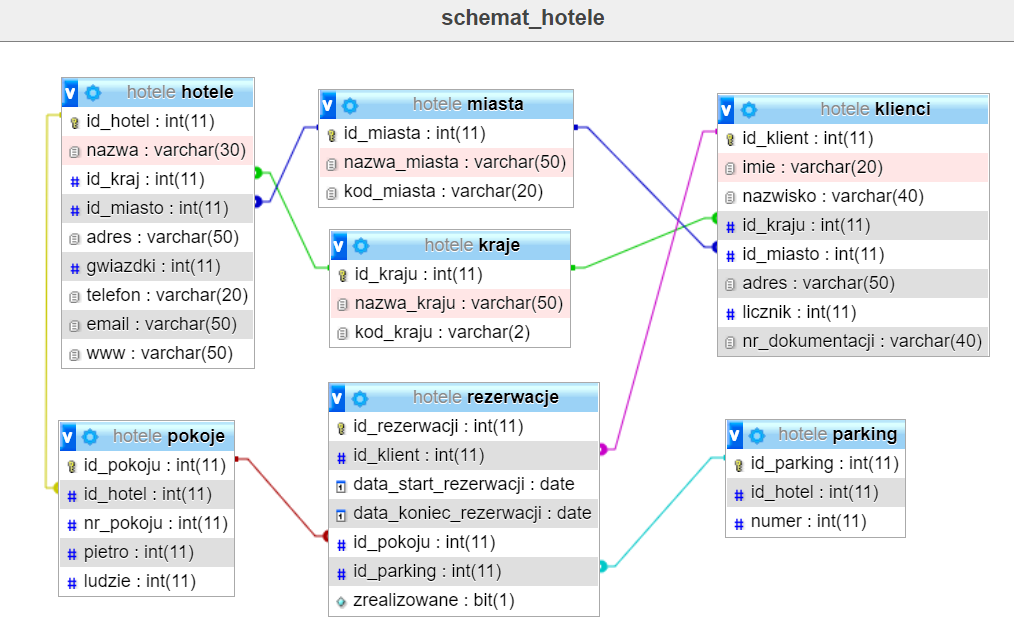 schemat_hotele
v hotele hotele
id_hotel : int(11)
nazwa : varchar(30)
# id_kraj : int(11)
# id_miasto : int(11)
adres : varchar(50)
# gwiazdki : int(11)
telefon : varchar(20)
email : varchar(50)
www : varchar(50)
v hotele miasta
id_miasta : int(11)
nazwa_miasta : varchar(50)
kod_miasta : varchar(20)
v hotele klienci
id_klient : int(11)
imie : varchar(20)
nazwisko : varchar(40)
# id_kraju : int(11)
# id_miasto : int(11)
adres : varchar(50)
# licznik : int(11)
nr_dokumentacji : varchar(40)
v hotele kraje
id_kraju : int(11)
nazwa_kraju : varchar(50)
kod_kraju : varchar(2)
v hotele pokoje
id_pokoju : int(11)
# id_hotel : int(11)
# nr_pokoju : int(11)
# pietro : int(11)
# ludzie : int(11)
v hotele rezerwacje
id_rezerwacji : int(11)
# id_klient : int(11)
data_start_rezerwacji : date
data_koniec_rezerwacji : date
# id_pokoju : int(11)
# id_parking : int(11)
zrealizowane : bit(1)
v hotele parking
id_parking : int(11)
# id_hotel : int(11)
# numer : int(11)